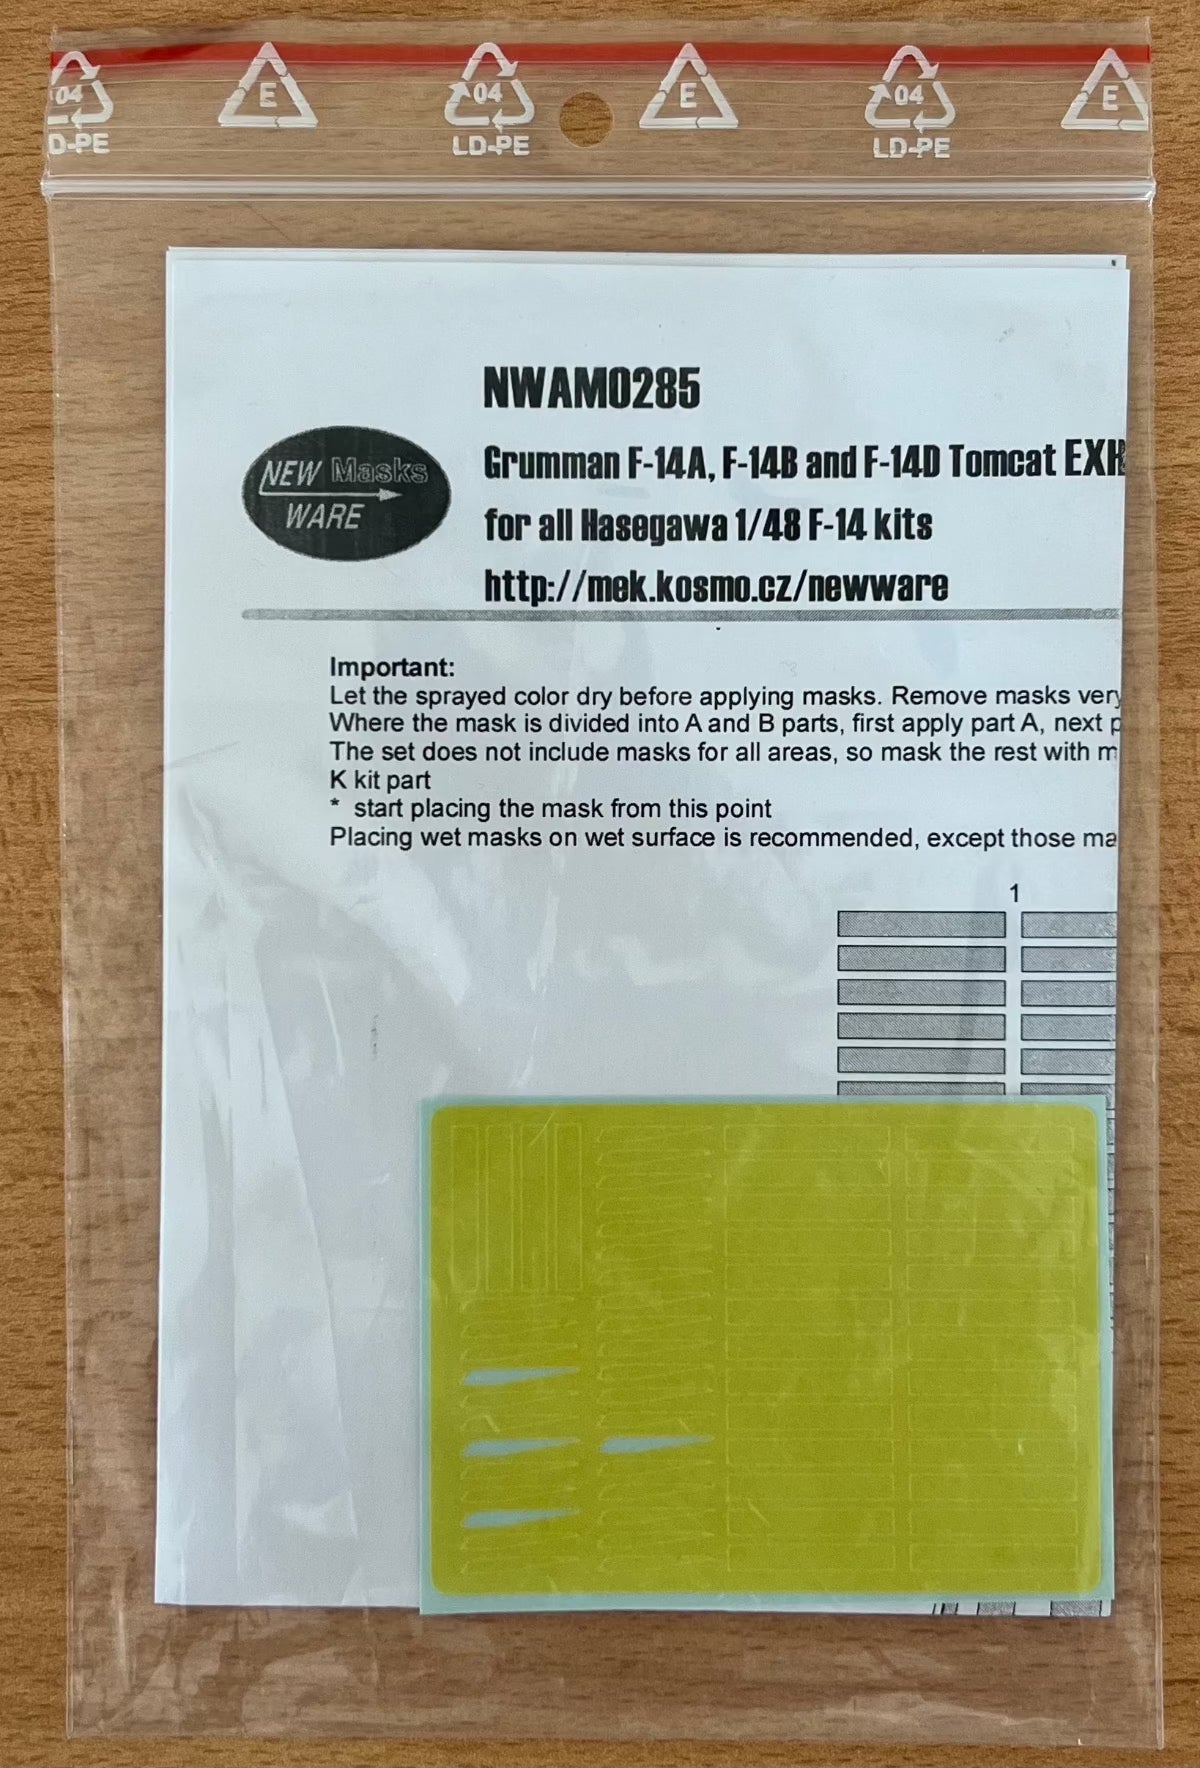 04 E 04 E 04 E
D-PE LD-PE LD-PE
NWAM0285
NEW Masks
WARE
Grumman F-14A, F-14B and F-14D Tomcat EXH
for all Hasegawa 1/48 F-14 kits
http://mek.kosmo.cz/newware
Important:
Let the sprayed color dry before applying masks. Remove masks very
Where the mask is divided into A and B parts, first apply part A, next p
The set does not include masks for all areas, so mask the rest with m
K kit part
* start placing the mask from this point
Placing wet masks on wet surface is recommended, except those ma
1